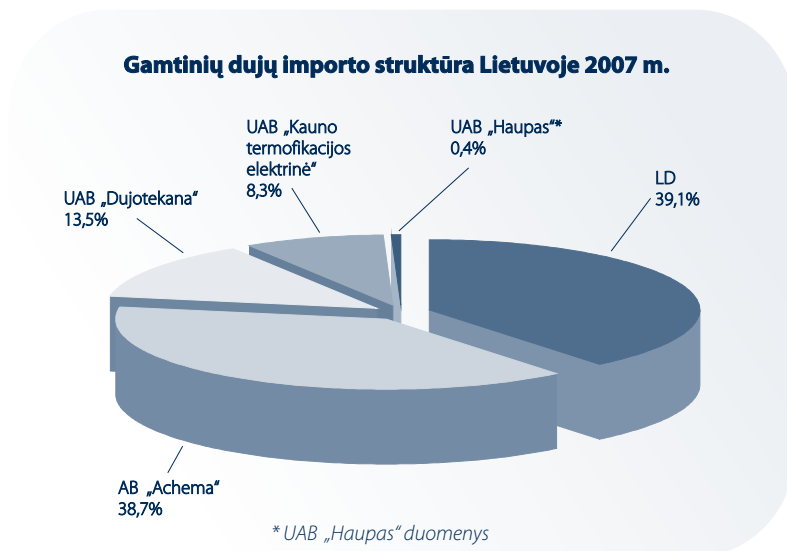 Gamtinių dujų importo struktūra Lietuvoje 2007 m.
UAB „Kauno
termofikacijos
elektrinė“
8,3%
UAB „Haupas“*
0,4%
LD
39,1%
UAB „Dujotekana“
13,5%
AB „Achema“
38,7%
* UAB „Haupas“ duomenys